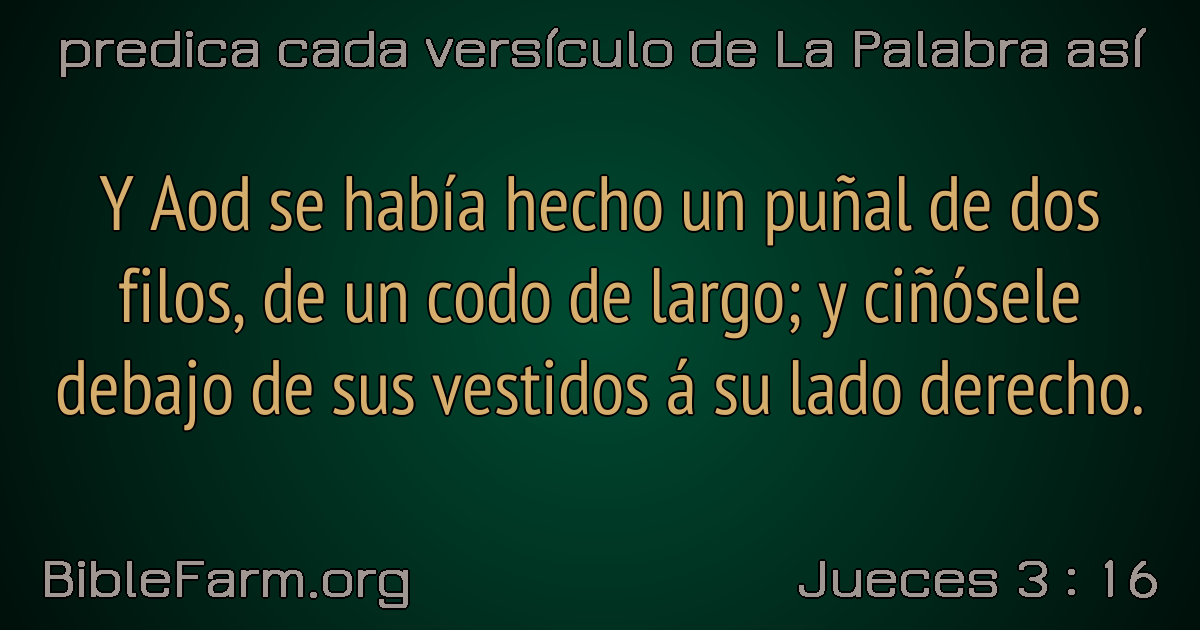 predica cada versículo de La Palabra así
Y Aod se había hecho un puñal de dos
filos, de un codo de largo; y ciñósele
debajo de sus vestidos á su lado derecho.
BibleFarm.org
Jueces 3 : 16